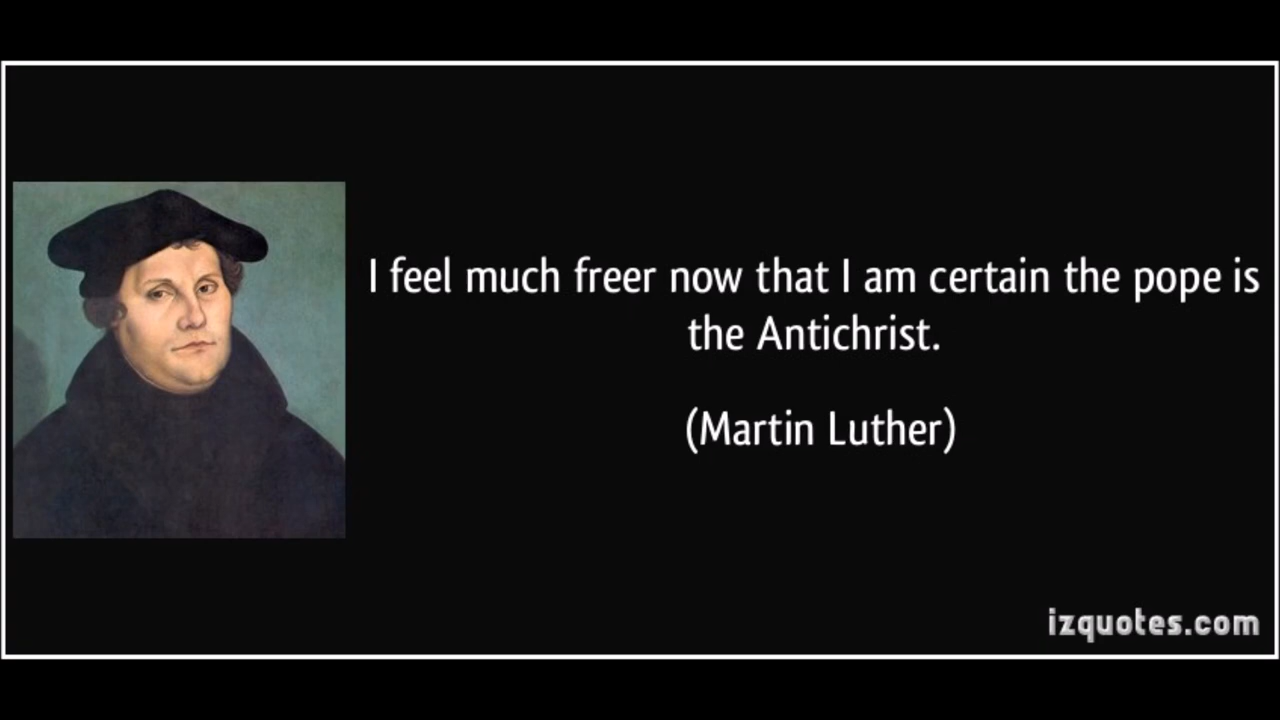 I feel much freer now that I am certain the pope is
the Antichrist.
(Martin Luther)
izquotes.com